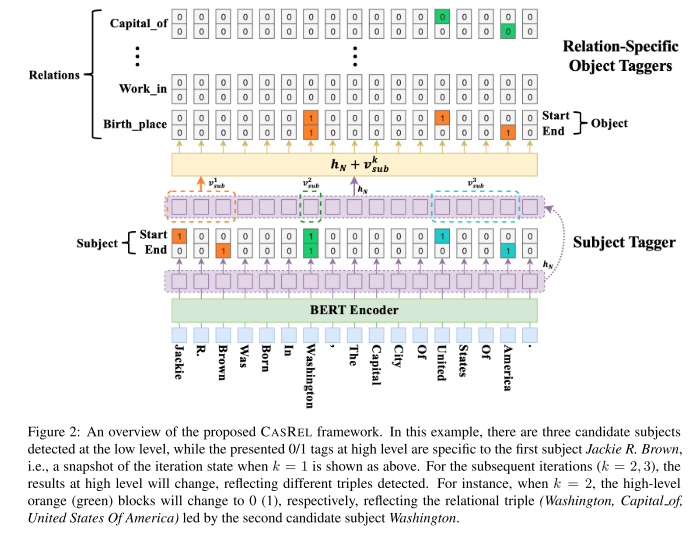 Capital_of
0 0 0 0 0 0 0 0 0 0 0 0 0 0 0 0 0
0 0 0 0 0 0 0 0 0 0 0 0 0 0 0 0 0
Relation-Specific
Object Taggers
Relations
Work_in
0 0 0 0 0 0 0 0 0 0 0 0 0 0 0 0 0
0 0 0 0 0 0 0 0 0 0 0 0 0 0 0 0 0
Birth_place
0 0 0 0 0 0 1 0 0 0 0 0 1 0 0 0 0
0 0 0 0 0 0 1 0 0 0 0 0 0 0 0 1 0
Start
End
Object
h_N + v^k_sub
v^1_sub
v^2_sub
h_N
v^3_sub
Subject
Start 1 0 0 0 0 0 1 0 0 0 0 0 1 0 0 0 0
End 0 0 1 0 0 0 1 0 0 0 0 0 0 0 0 1 0
Subject Tagger
h_N
BERT Encoder
Jackie R. Brown Was Born In Washington , The Capital City Of United States Of America .
Figure 2: An overview of the proposed CASREL framework. In this example, there are three candidate subjects
detected at the low level, while the presented 0/1 tags at high level are specific to the first subject Jackie R. Brown,
i.e., a snapshot of the iteration state when k = 1 is shown as above. For the subsequent iterations (k = 2, 3), the
results at high level will change, reflecting different triples detected. For instance, when k = 2, the high-level
orange (green) blocks will change to 0 (1), respectively, reflecting the relational triple (Washington, Capital_of,
United States Of America) led by the second candidate subject Washington.